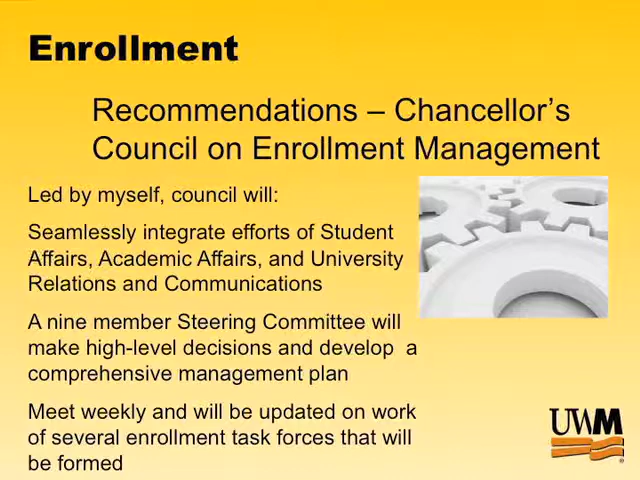 Enrollment
Recommendations – Chancellor’s
Council on Enrollment Management
Led by myself, council will:
Seamlessly integrate efforts of Student
Affairs, Academic Affairs, and University
Relations and Communications
A nine member Steering Committee will
make high-level decisions and develop  a
comprehensive management plan
Meet weekly and will be updated on work
of several enrollment task forces that will
be formed
UWM
®